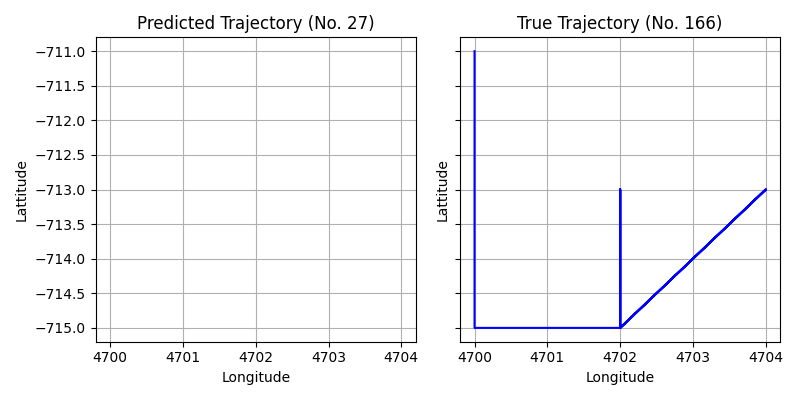 Predicted Trajectory (No. 27)
−711.0
−711.5
−712.0
−712.5
−713.0
−713.5
−714.0
−714.5
−715.0
Lattitude
4700 4701 4702 4703 4704
Longitude
True Trajectory (No. 166)
Lattitude
4700 4701 4702 4703 4704
Longitude